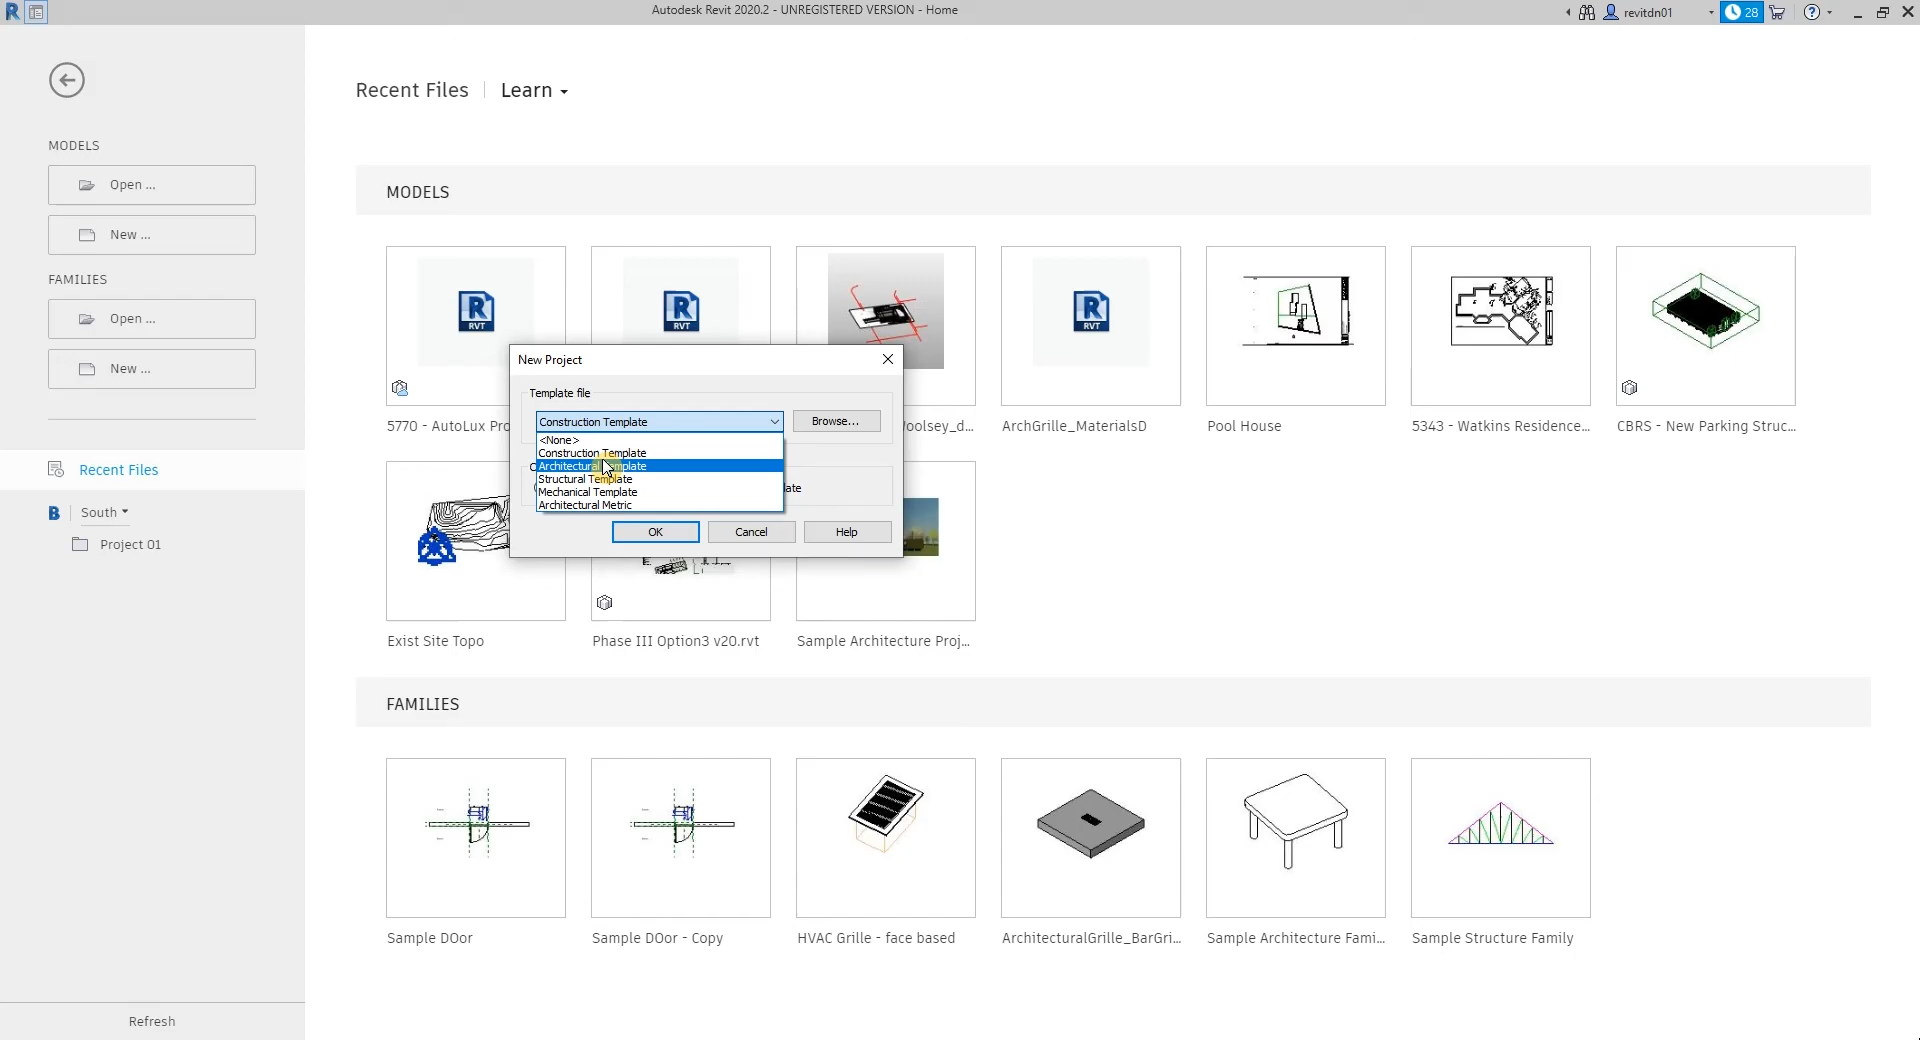 Autodesk Revit 2020.2 - UNREGISTERED VERSION - Home
revitdn01
28
Recent Files
Learn
MODELS
Open ...
New ...
FAMILIES
Open ...
New ...
Recent Files
B
South
Project 01
Refresh
MODELS
RVT
RVT
RVT
5770 - AutoLux Pro
oolsey_d...
ArchGrille_MaterialsD
Pool House
5343 - Watkins Residence...
CBRS - New Parking Struc...
New Project
Template file
Construction Template
Browse...
<None>
Construction Template
Architectural Template
Structural Template
Mechanical Template
Architectural Metric
late
OK
Cancel
Help
Exist Site Topo
Phase III Option3 v20.rvt
Sample Architecture Proj...
FAMILIES
Sample DOor
Sample DOor - Copy
HVAC Grille - face based
ArchitecturalGrille_BarGri...
Sample Architecture Fami...
Sample Structure Family